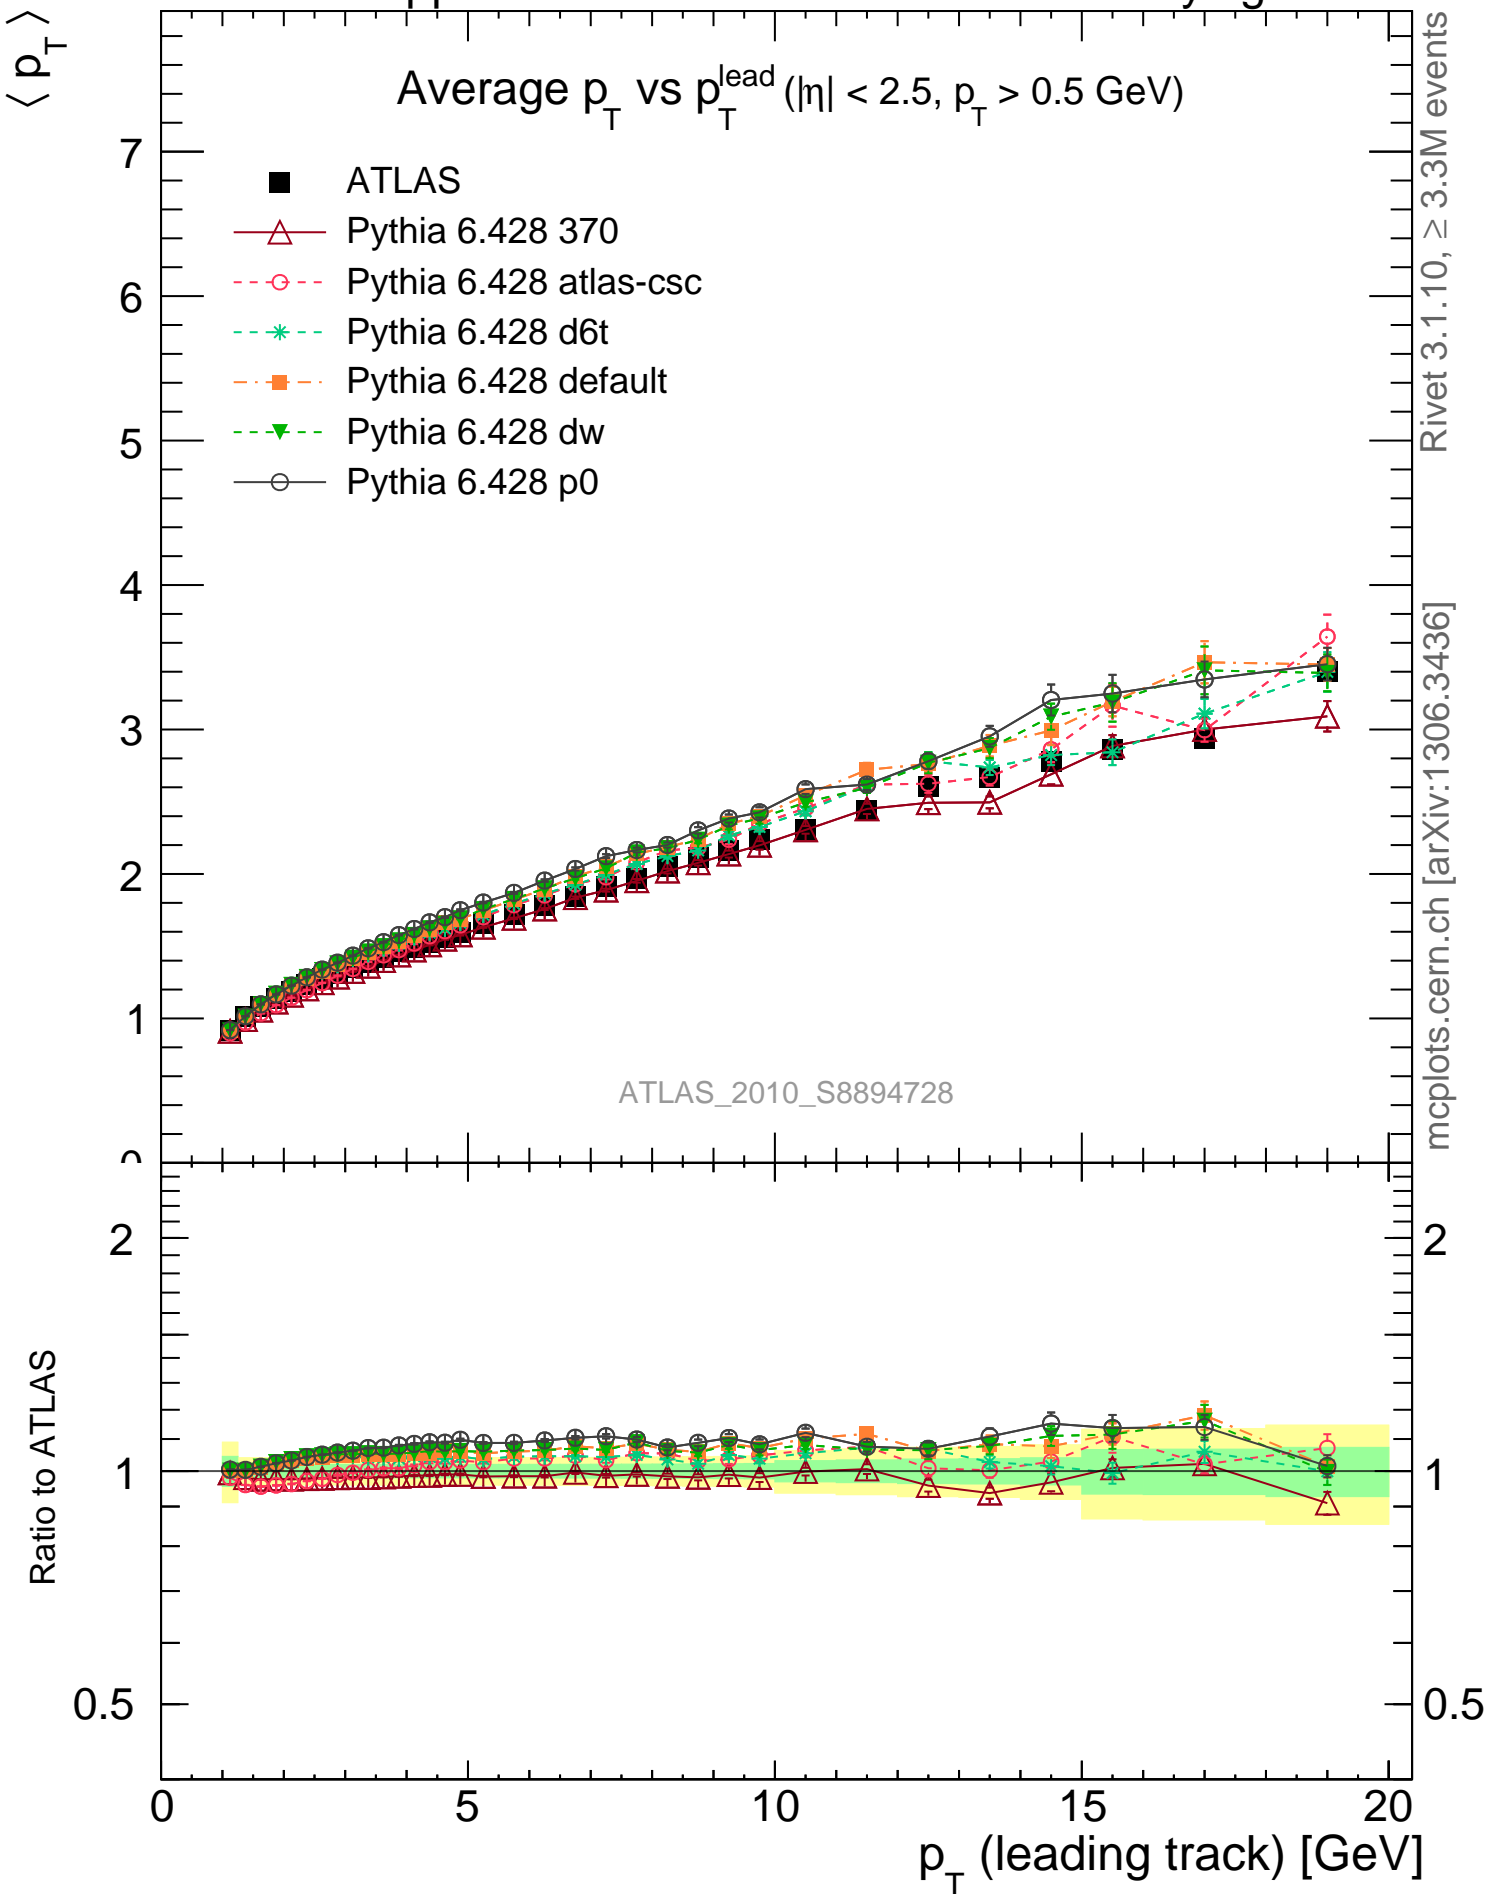 ⟨ p_T ⟩
Average p_T vs p_T^lead (|η| < 2.5, p_T > 0.5 GeV)
ATLAS
Pythia 6.428 370
Pythia 6.428 atlas-csc
Pythia 6.428 d6t
Pythia 6.428 default
Pythia 6.428 dw
Pythia 6.428 p0
7
6
5
4
3
2
1
0
ATLAS_2010_S8894728
Rivet 3.1.10, ≥ 3.3M events
mcplots.cern.ch [arXiv:1306.3436]
Ratio to ATLAS
2
1
0.5
2
1
0.5
0 5 10 15 20
p_T (leading track) [GeV]